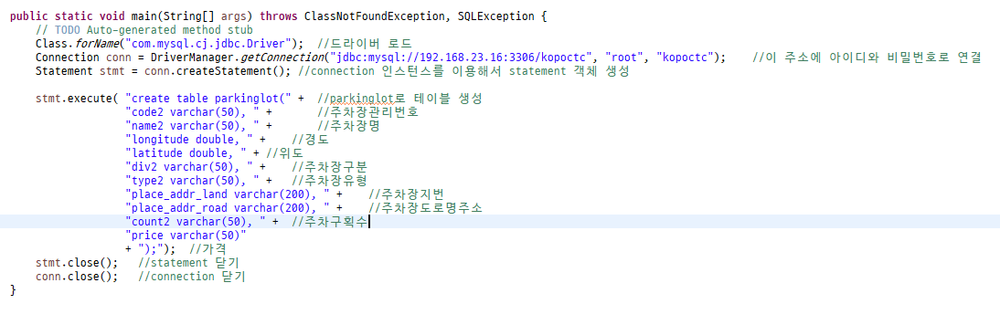 public static void main(String[] args) throws ClassNotFoundException, SQLException {
// TODO Auto-generated method stub
Class.forName("com.mysql.cj.jdbc.Driver");  //드라이버 로드
Connection conn = DriverManager.getConnection("jdbc:mysql://192.168.23.16:3306/kopoctc", "root", "kopoctc");    //이 주소에 아이디와 비밀번호로 연결
Statement stmt = conn.createStatement(); //connection 인스턴스를 이용해서 statement 객체 생성
stmt.execute( "create table parkinglot(" +  //parkinglot로 테이블 생성
"code2 varchar(50), " +       //주차장관리번호
"name2 varchar(50), " +       //주차장명
"longitude double, " +    //경도
"latitude double, " + //위도
"div2 varchar(50), " +    //주차장구분
"type2 varchar(50), " +   //주차장유형
"place_addr_land varchar(200), " +    //주차장지번
"place_addr_road varchar(200), " +    //주차장도로명주소
"count2 varchar(50), " +  //주차구획수
"price varchar(50)"
+ ");");  //가격
stmt.close();   //statement 닫기
conn.close();   //connection 닫기
}